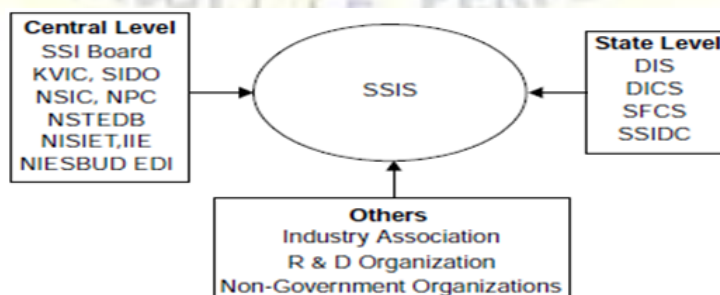 Central Level
SSI Board
KVIC, SIDO
NSIC, NPC
NSTEDB
NISIET,IIE
NIESBUD EDI
SSIS
State Level
DIS
DICS
SFCS
SSIDC
Others
Industry Association
R & D Organization
Non-Government Organizations